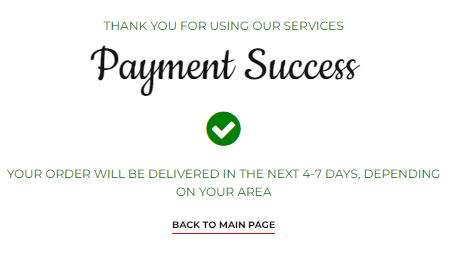 THANK YOU FOR USING OUR SERVICES
Payment Success
YOUR ORDER WILL BE DELIVERED IN THE NEXT 4-7 DAYS, DEPENDING
ON YOUR AREA
BACK TO MAIN PAGE